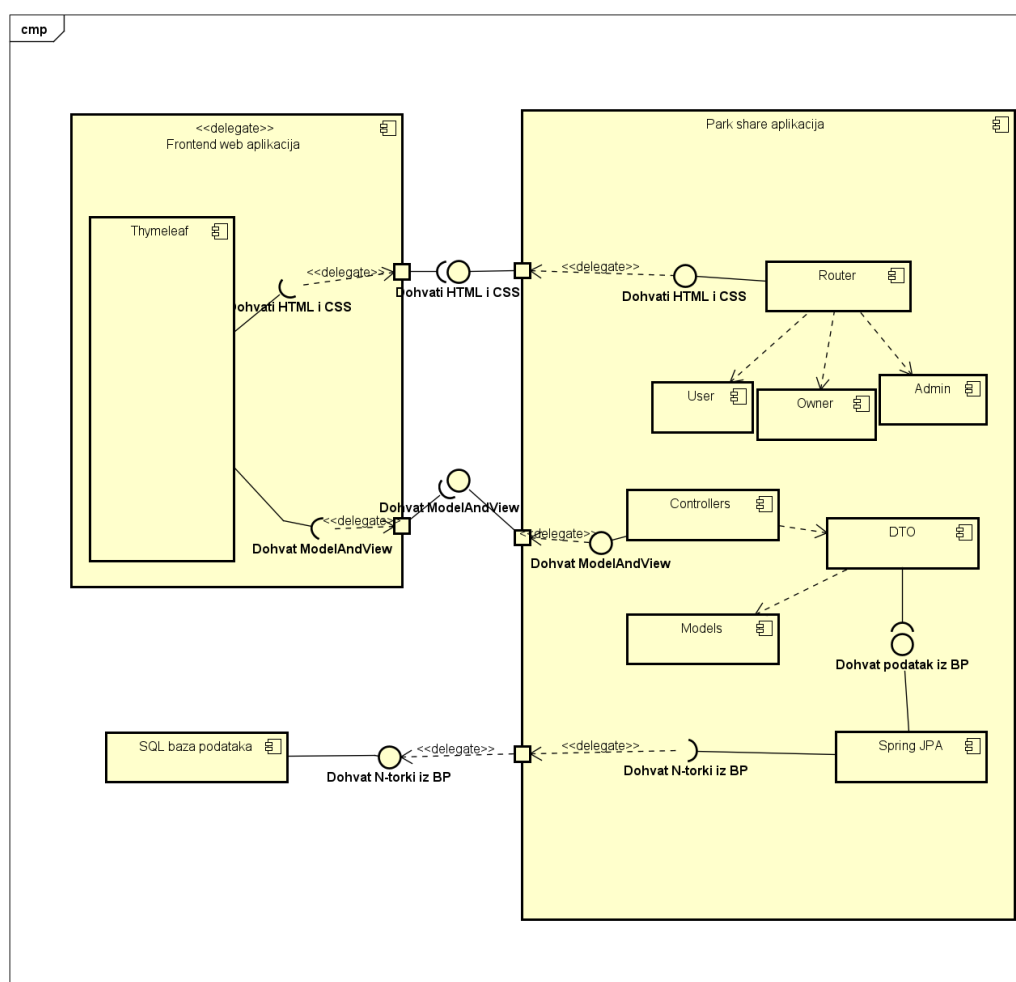 cmp
<<delegate>>
Frontend web aplikacija
Park share aplikacija
Thymeleaf
<<delegate>>
Dohvati HTML i CSS
Dohvati HTML i CSS
<<delegate>>
Dohvati HTML i CSS
Router
User
Owner
Admin
<<delegate>>
Dohvat ModelAndView
Dohvat ModelAndView
<<delegate>>
Dohvat ModelAndView
Controllers
DTO
Models
Dohvat podatak iz BP
SQL baza podataka
<<delegate>>
Dohvat N-torki iz BP
<<delegate>>
Dohvat N-torki iz BP
Spring JPA